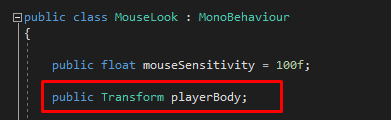 public class MouseLook : MonoBehaviour
{
public float mouseSensitivity = 100f;
public Transform playerBody;